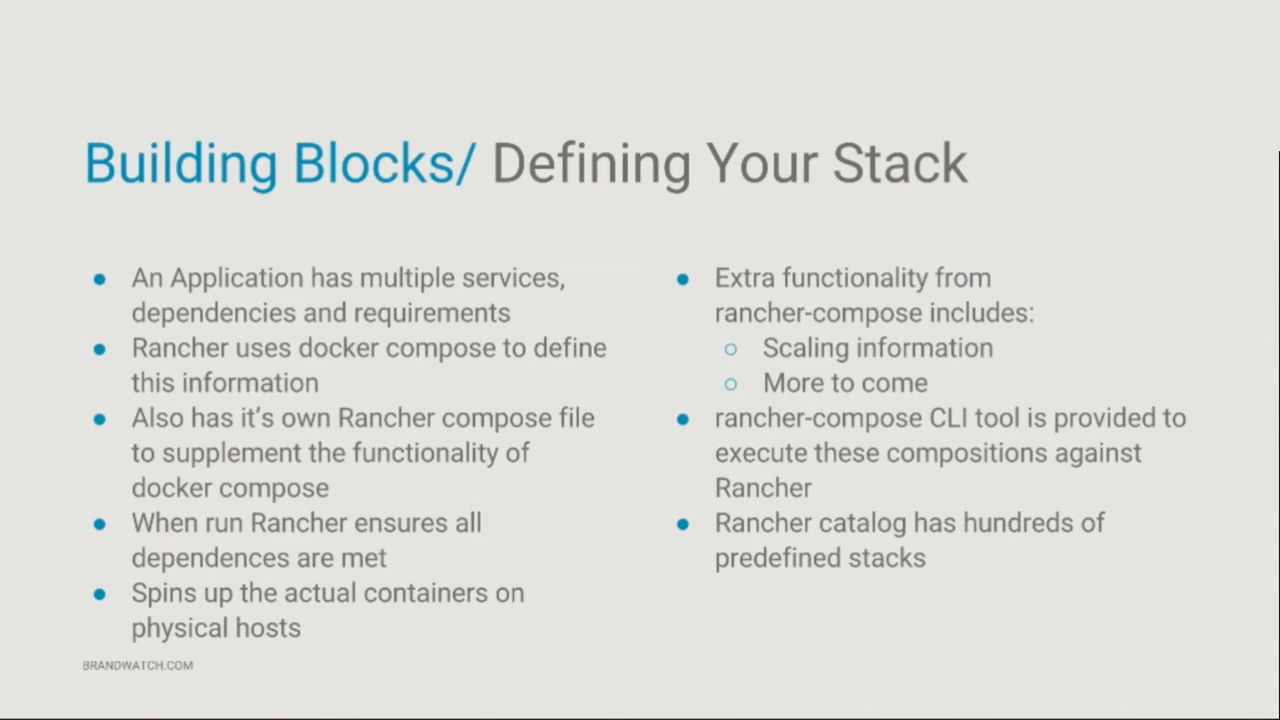 Building Blocks/ Defining Your Stack
● An Application has multiple services,
dependencies and requirements
● Rancher uses docker compose to define
this information
● Also has it’s own Rancher compose file
to supplement the functionality of
docker compose
● When run Rancher ensures all
dependences are met
● Spins up the actual containers on
physical hosts
● Extra functionality from
rancher-compose includes:
○ Scaling information
○ More to come
● rancher-compose CLI tool is provided to
execute these compositions against
Rancher
● Rancher catalog has hundreds of
predefined stacks
BRANDWATCH.COM